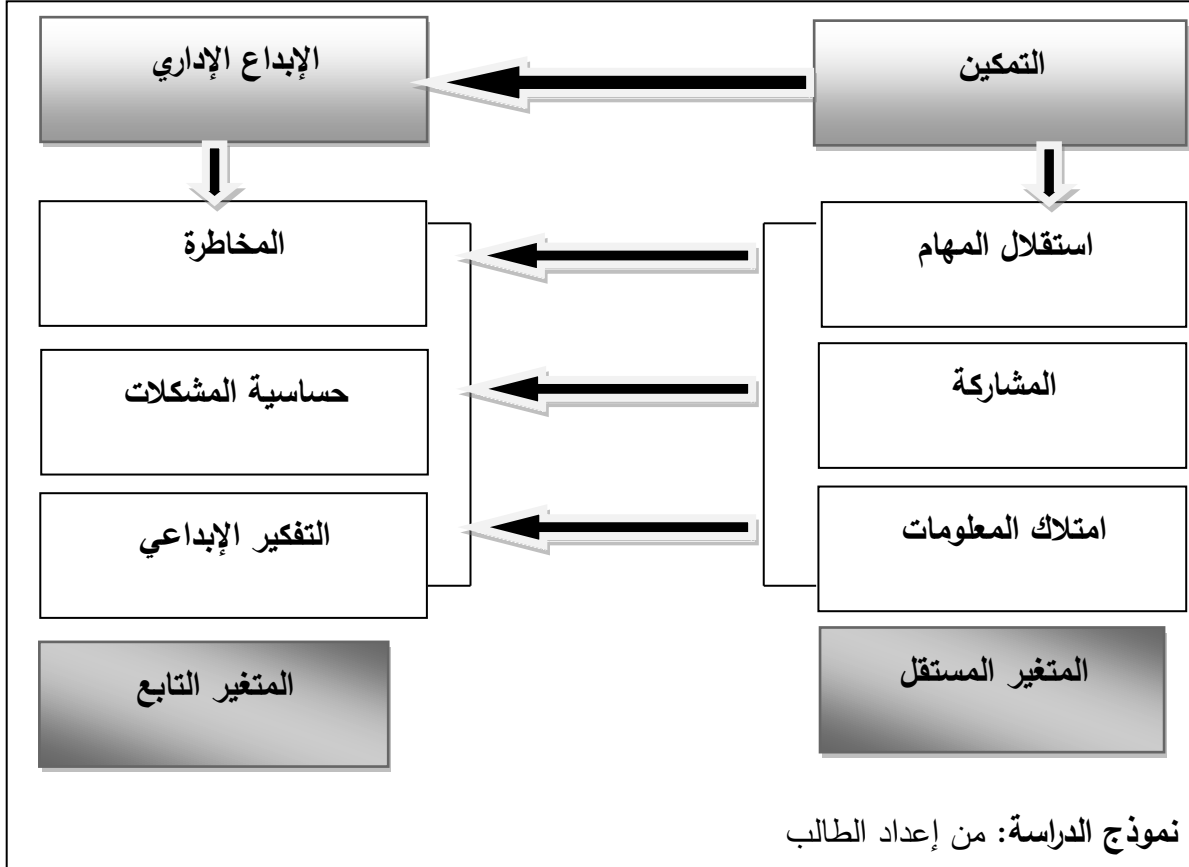 التمكين
الإبداع الإداري
استقلال المهام
المخاطرة
المشاركة
حساسية المشكلات
امتلاك المعلومات
التفكير الإبداعي
المتغير المستقل
المتغير التابع
نموذج الدراسة: من إعداد الطالب